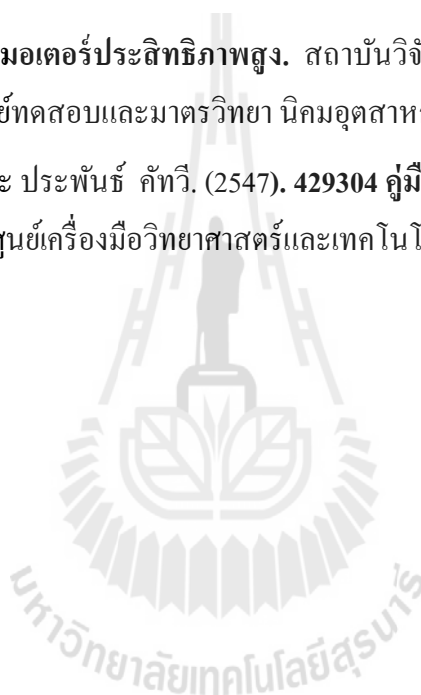 มอเตอร์ประสิทธิภาพสูง. สถาบันวิจั
ย์ทดสอบและมาตรวิทยา นิคมอุตสาหร
ะ ประพันธ์ คัทวี. (2547). 429304 คู่มื
ศูนย์เครื่องมือวิทยาศาสตร์และเทคโนโ
มหาวิทยาลัยเทคโนโลยีสุรนารี